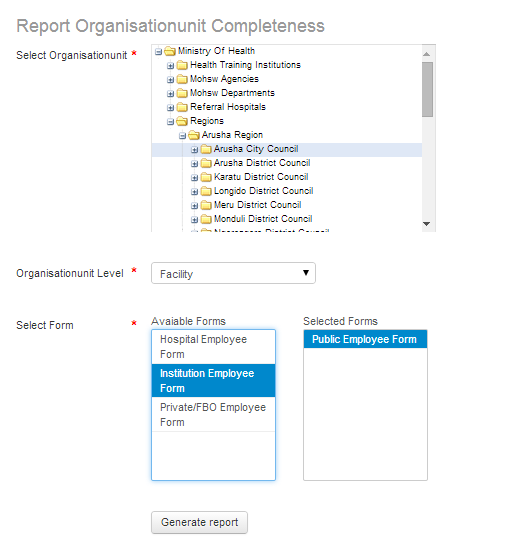 Report Organisationunit Completeness
Select Organisationunit *
Ministry Of Health
Health Training Institutions
Mohsw Agencies
Mohsw Departments
Referral Hospitals
Regions
Arusha Region
Arusha City Council
Arusha District Council
Karatu District Council
Longido District Council
Meru District Council
Monduli District Council
Ngorongoro District Council
Organisationunit Level *
Facility
Select Form *
Avaiable Forms
Hospital Employee
Form
Institution Employee
Form
Private/FBO Employee
Form
Selected Forms
Public Employee Form
Generate report